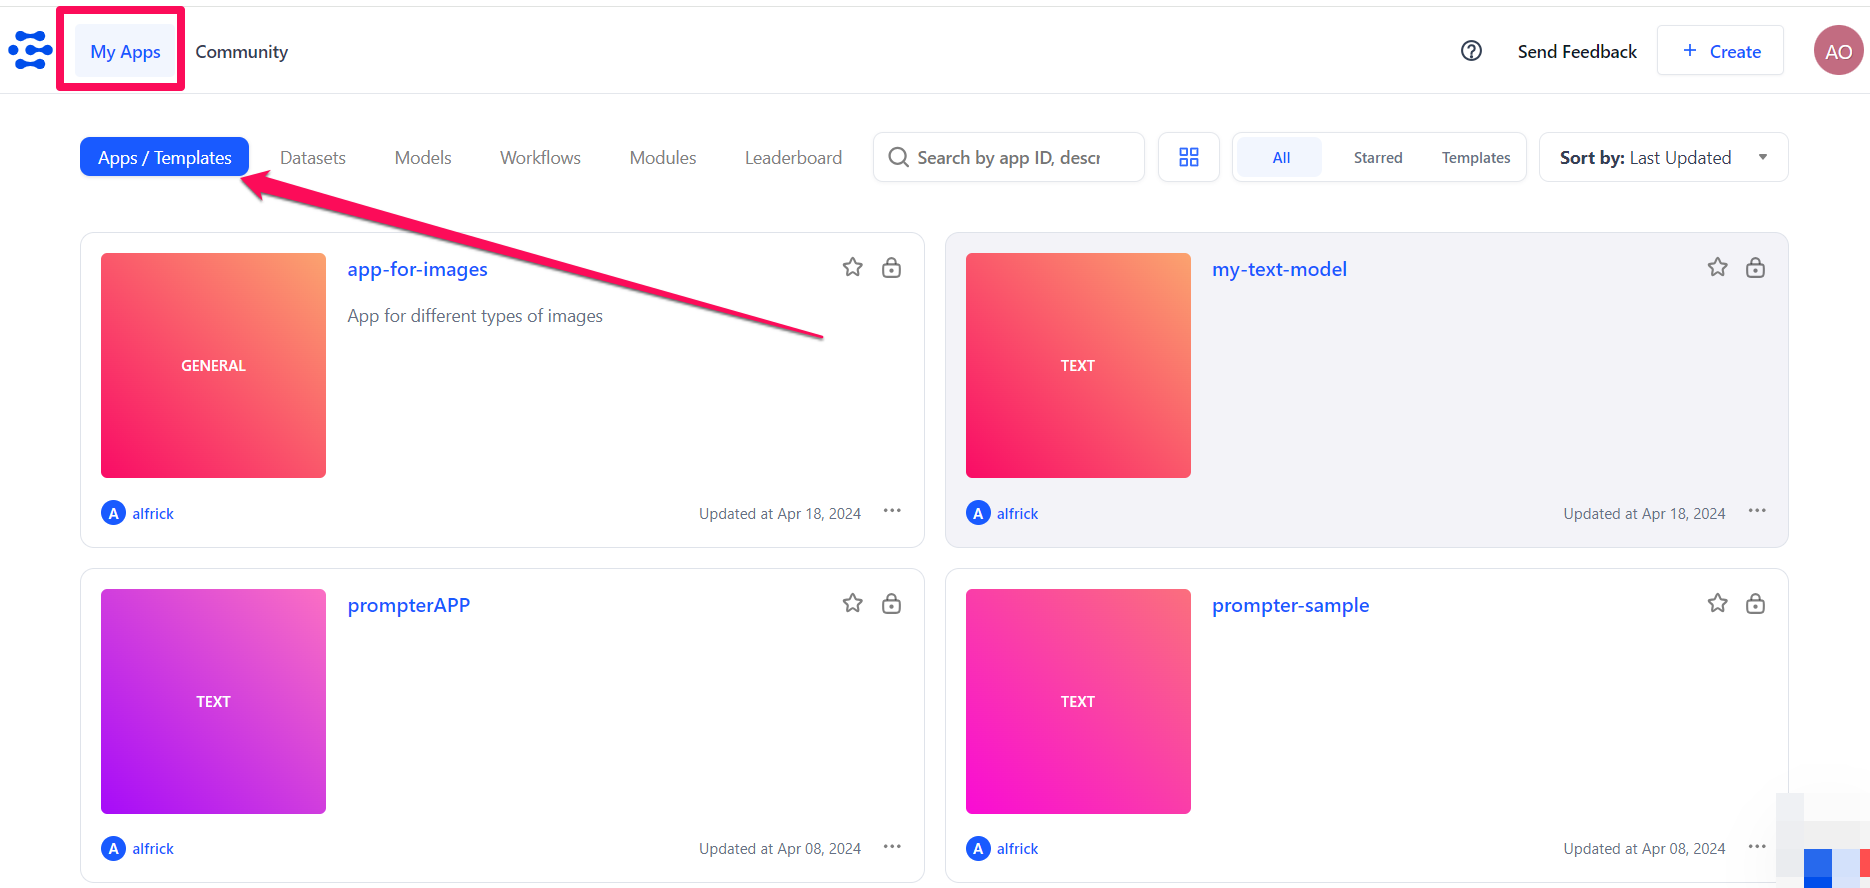 My Apps
Community
Send Feedback
+ Create
AO
Apps / Templates
Datasets
Models
Workflows
Modules
Leaderboard
Search by app ID, descr
All
Starred
Templates
Sort by: Last Updated
app-for-images
App for different types of images
GENERAL
A alfrick
Updated at Apr 18, 2024
my-text-model
TEXT
A alfrick
Updated at Apr 18, 2024
prompterAPP
TEXT
A alfrick
Updated at Apr 08, 2024
prompter-sample
TEXT
A alfrick
Updated at Apr 08, 2024